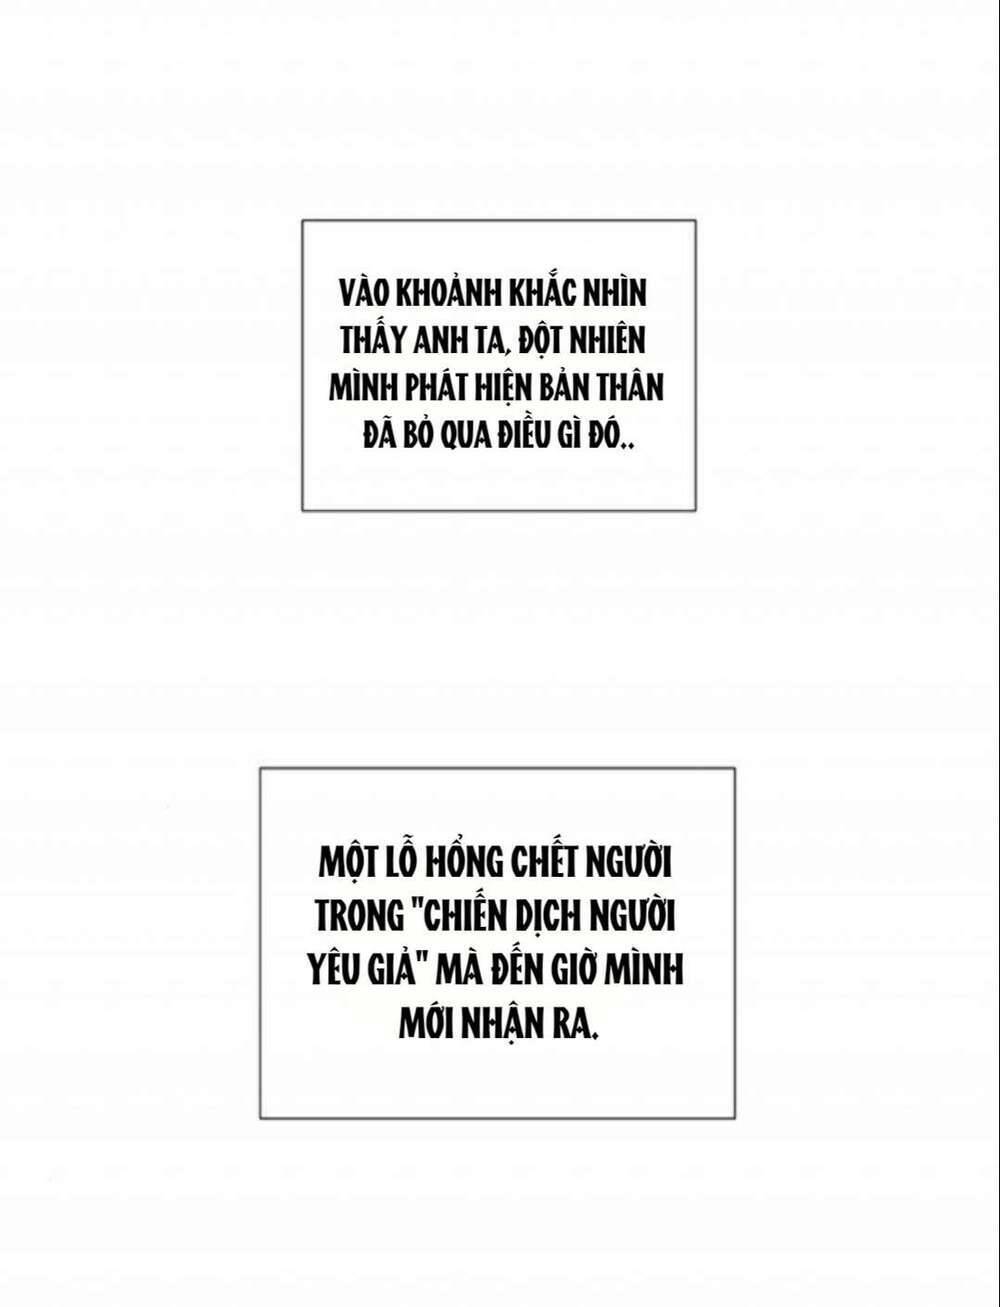 VÀO KHOẢNH KHẮC NHÌN
THẤY ANH TA, ĐỘT NHIÊN
MÌNH PHÁT HIỆN BẢN THÂN
ĐÃ BỎ QUA ĐIỀU GÌ ĐÓ..
MỘT LỖ HỔNG CHẾT NGƯỜI
TRONG "CHIẾN DỊCH NGƯỜI
YÊU GIẢ" MÀ ĐẾN GIỜ MÌNH
MỚI NHẬN RA.